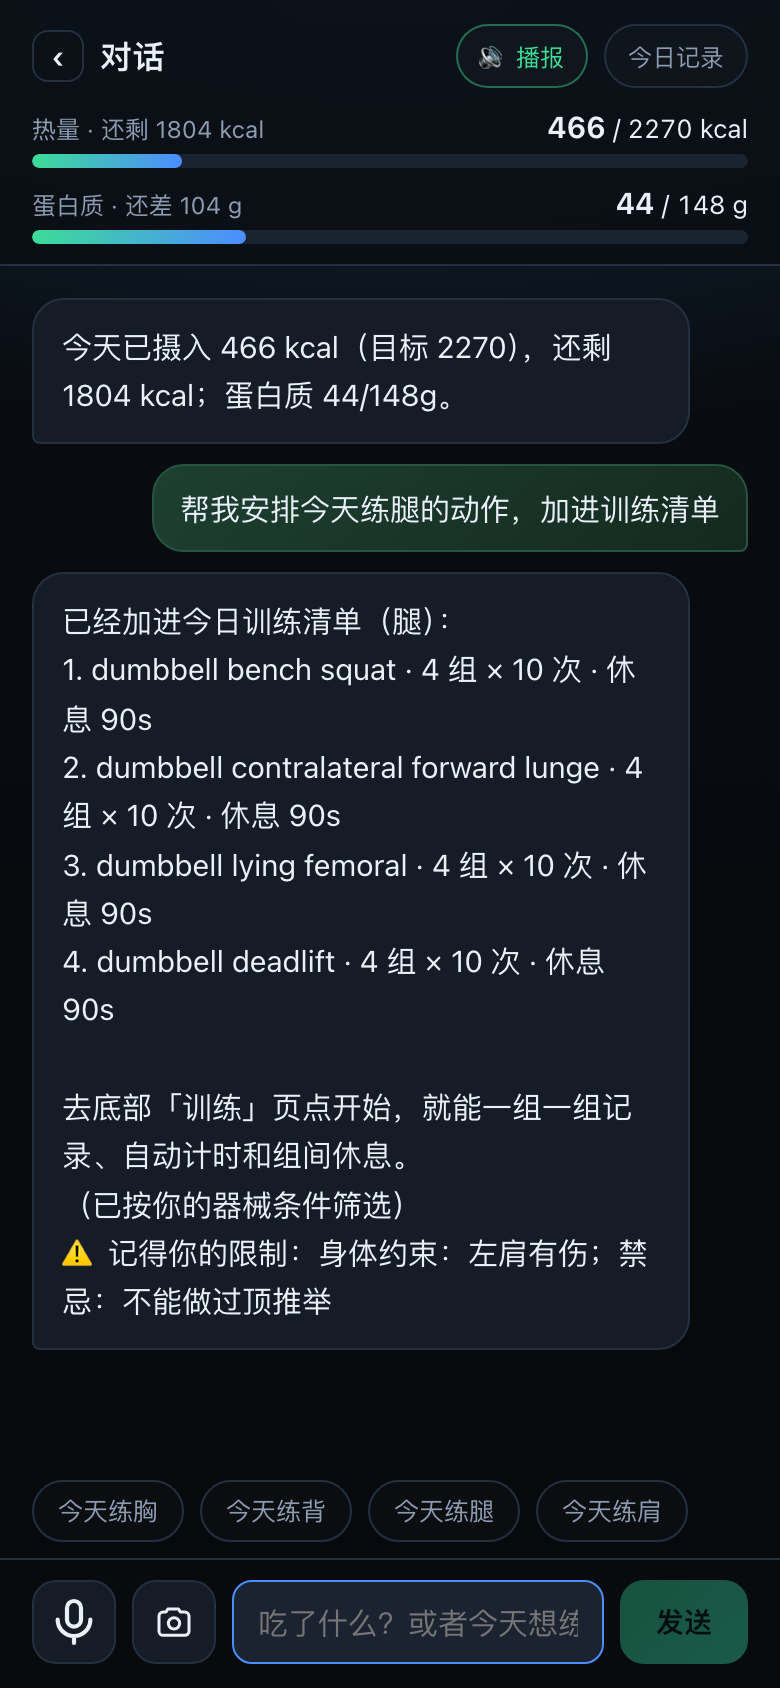 ‹ 对话
🔊 播报
今日记录
热量 · 还剩 1804 kcal
466 / 2270 kcal
蛋白质 · 还差 104 g
44 / 148 g
今天已摄入 466 kcal（目标 2270），还剩
1804 kcal；蛋白质 44/148g。
帮我安排今天练腿的动作，加进训练清单
已经加进今日训练清单（腿）：
1. dumbbell bench squat · 4 组 × 10 次 · 休
息 90s
2. dumbbell contralateral forward lunge · 4
组 × 10 次 · 休息 90s
3. dumbbell lying femoral · 4 组 × 10 次 · 休
息 90s
4. dumbbell deadlift · 4 组 × 10 次 · 休息
90s
去底部「训练」页点开始，就能一组一组记
录、自动计时和组间休息。
（已按你的器械条件筛选）
⚠️ 记得你的限制：身体约束：左肩有伤；禁
忌：不能做过顶推举
今天练胸
今天练背
今天练腿
今天练肩
吃了什么？或者今天想练
发送